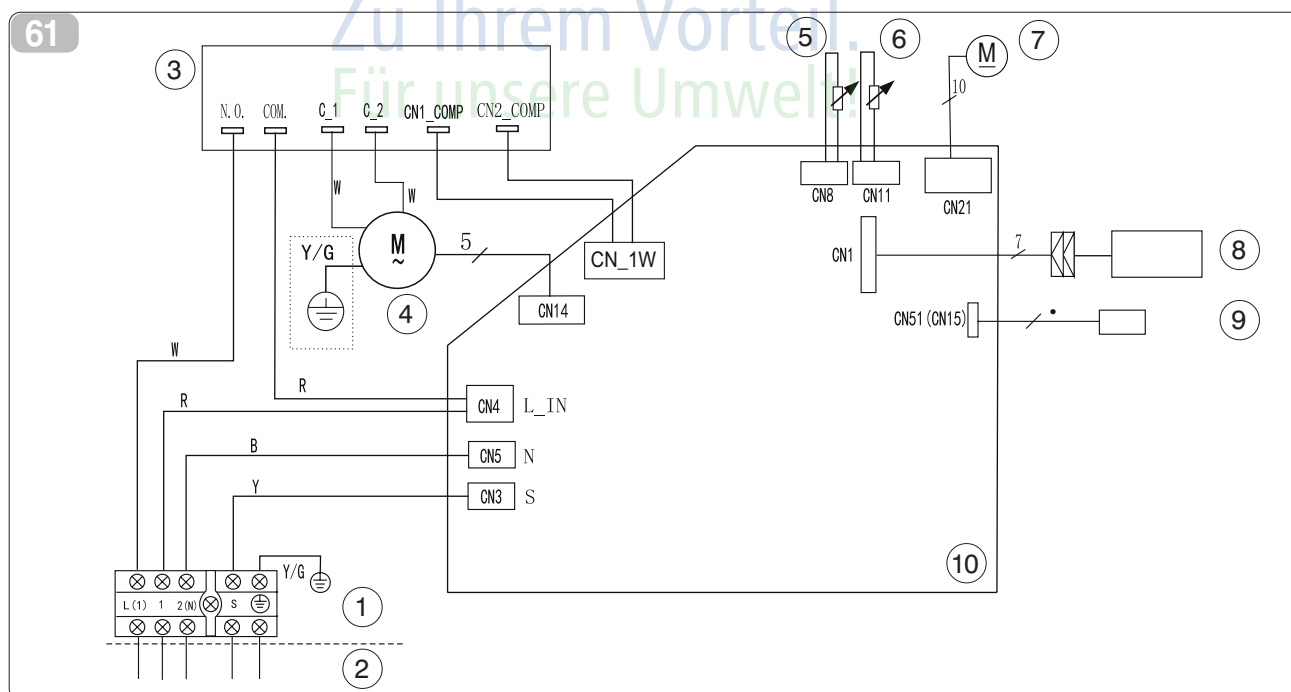 61
Zu Ihrem Vorteil.
Für unsere Umwelt!
3
N.O. COM. C_1 C_2 CN1_COMP CN2_COMP
5
6
M
7
10
CN8
CN11
CN21
W
W
Y/G
M
~
4
5
CN_1W
CN14
CN1
7
8
CN51 (CN15)
9
W
R
R
CN4
L_IN
B
CN5
N
Y
CN3
S
10
Y/G
L(1) 1 2(N) S
1
2